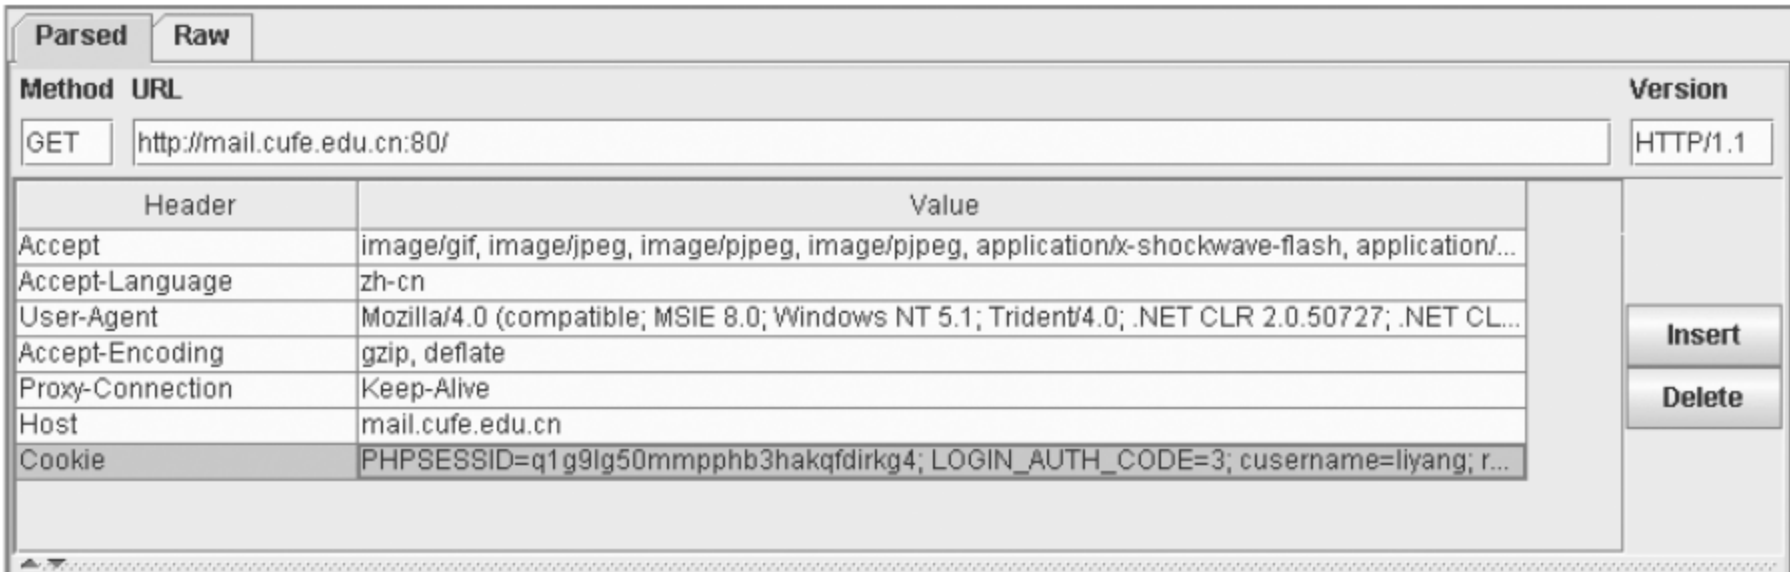 Parsed Raw
Method URL Version
GET http://mail.cufe.edu.cn:80/ HTTP/1.1
Header Value
Accept image/gif, image/jpeg, image/pjpeg, image/pjpeg, application/x-shockwave-flash, application/...
Accept-Language zh-cn
User-Agent Mozilla/4.0 (compatible; MSIE 8.0; Windows NT 5.1; Trident/4.0; .NET CLR 2.0.50727; .NET CL...
Insert
Accept-Encoding gzip, deflate
Proxy-Connection Keep-Alive
Delete
Host mail.cufe.edu.cn
Cookie PHPSESSID=q1g9lg50mmpphb3hakqfdirkg4; LOGIN_AUTH_CODE=3; cusername=liyang; r...